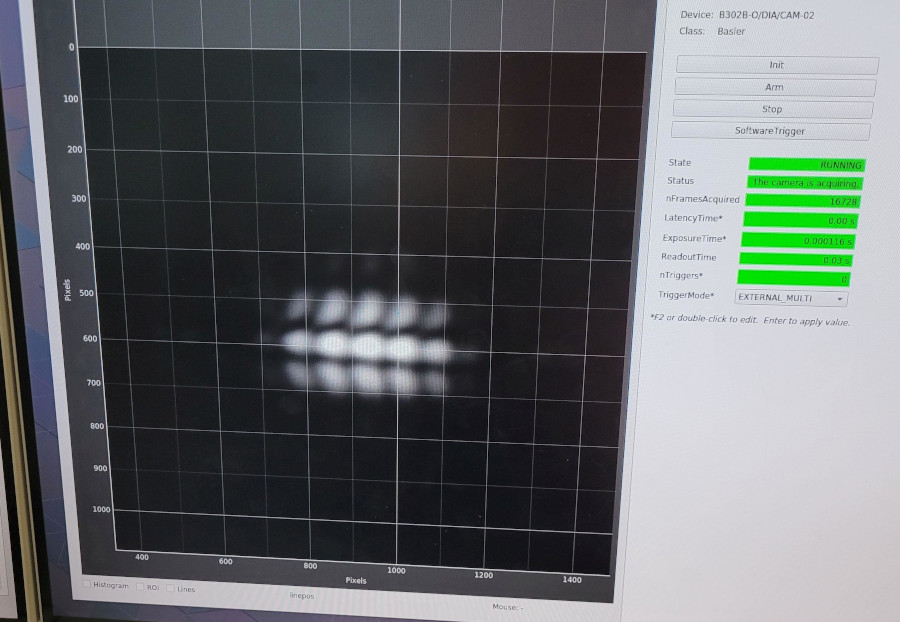 Device: B302B-O/DIA/CAM-02
Class: Basler
Init
Arm
Stop
SoftwareTrigger
State RUNNING
Status The camera is acquiring.
nFramesAcquired 16728
LatencyTime* 0.00 s
ExposureTime* 0.000116 s
ReadoutTime 0.03 s
nTriggers* 0
TriggerMode* EXTERNAL_MULTI
*F2 or double-click to edit. Enter to apply value.
0
100
200
300
400
500
600
700
800
900
1000
Pixels
400 600 800 1000 1200 1400
Pixels
Histogram ROI Lines
linepos
Mouse: -